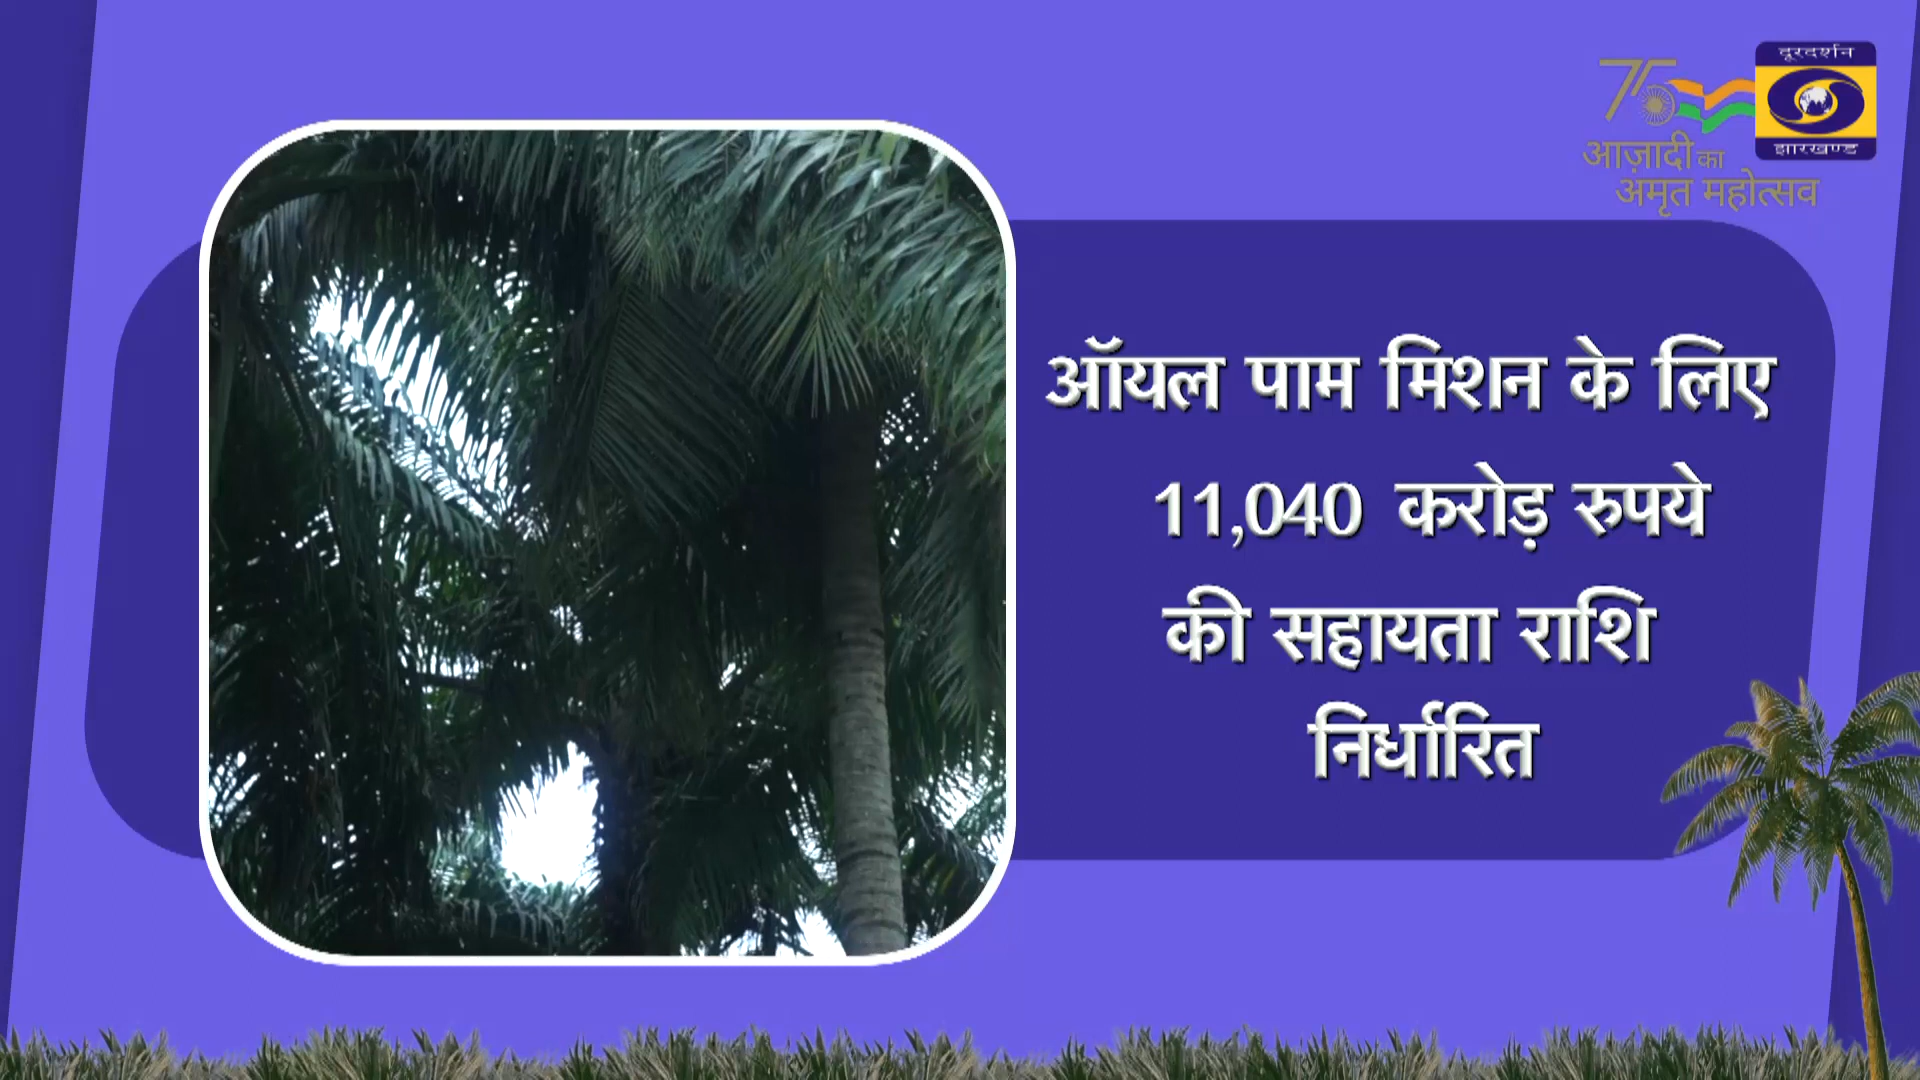 दूरदर्शन
झारखण्ड
75
आज़ादी का
अमृत महोत्सव
ऑयल पाम मिशन के लिए
11,040 करोड़ रुपये
की सहायता राशि
निर्धारित